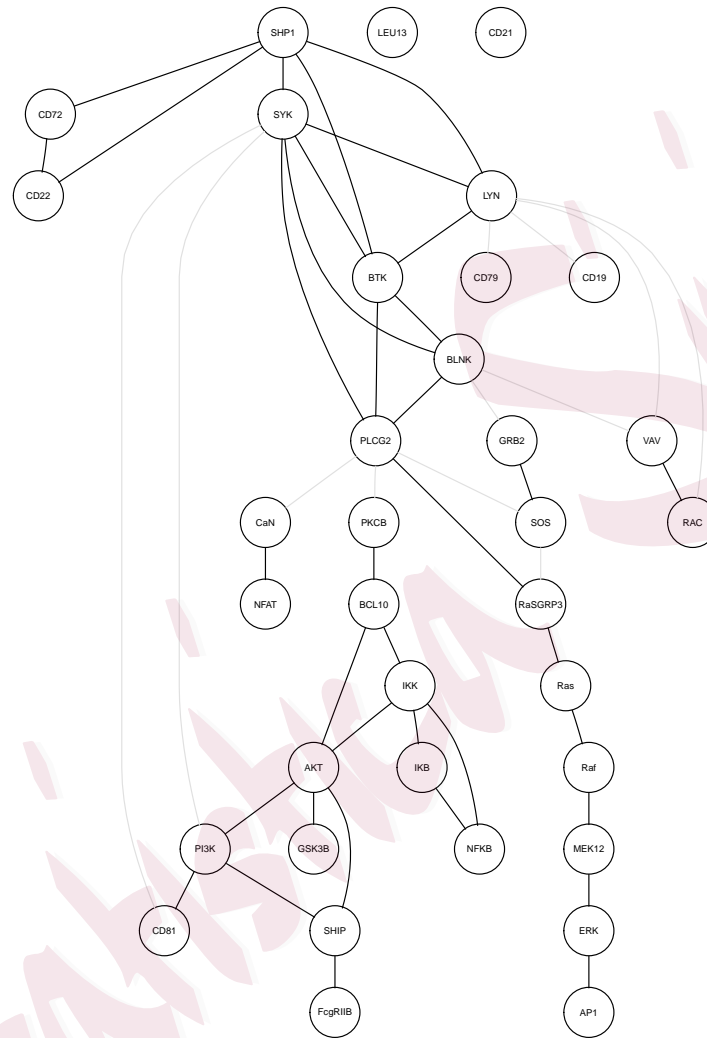 SHP1 LEU13 CD21
CD72 SYK
CD22 LYN
BTK CD79 CD19
BLNK
PLCG2 GRB2 VAV
CaN PKCB SOS RAC
NFAT BCL10 RaSGRP3
IKK Ras
AKT IKB Raf
PI3K GSK3B NFKB MEK12
CD81 SHIP ERK
FcgRIIB AP1